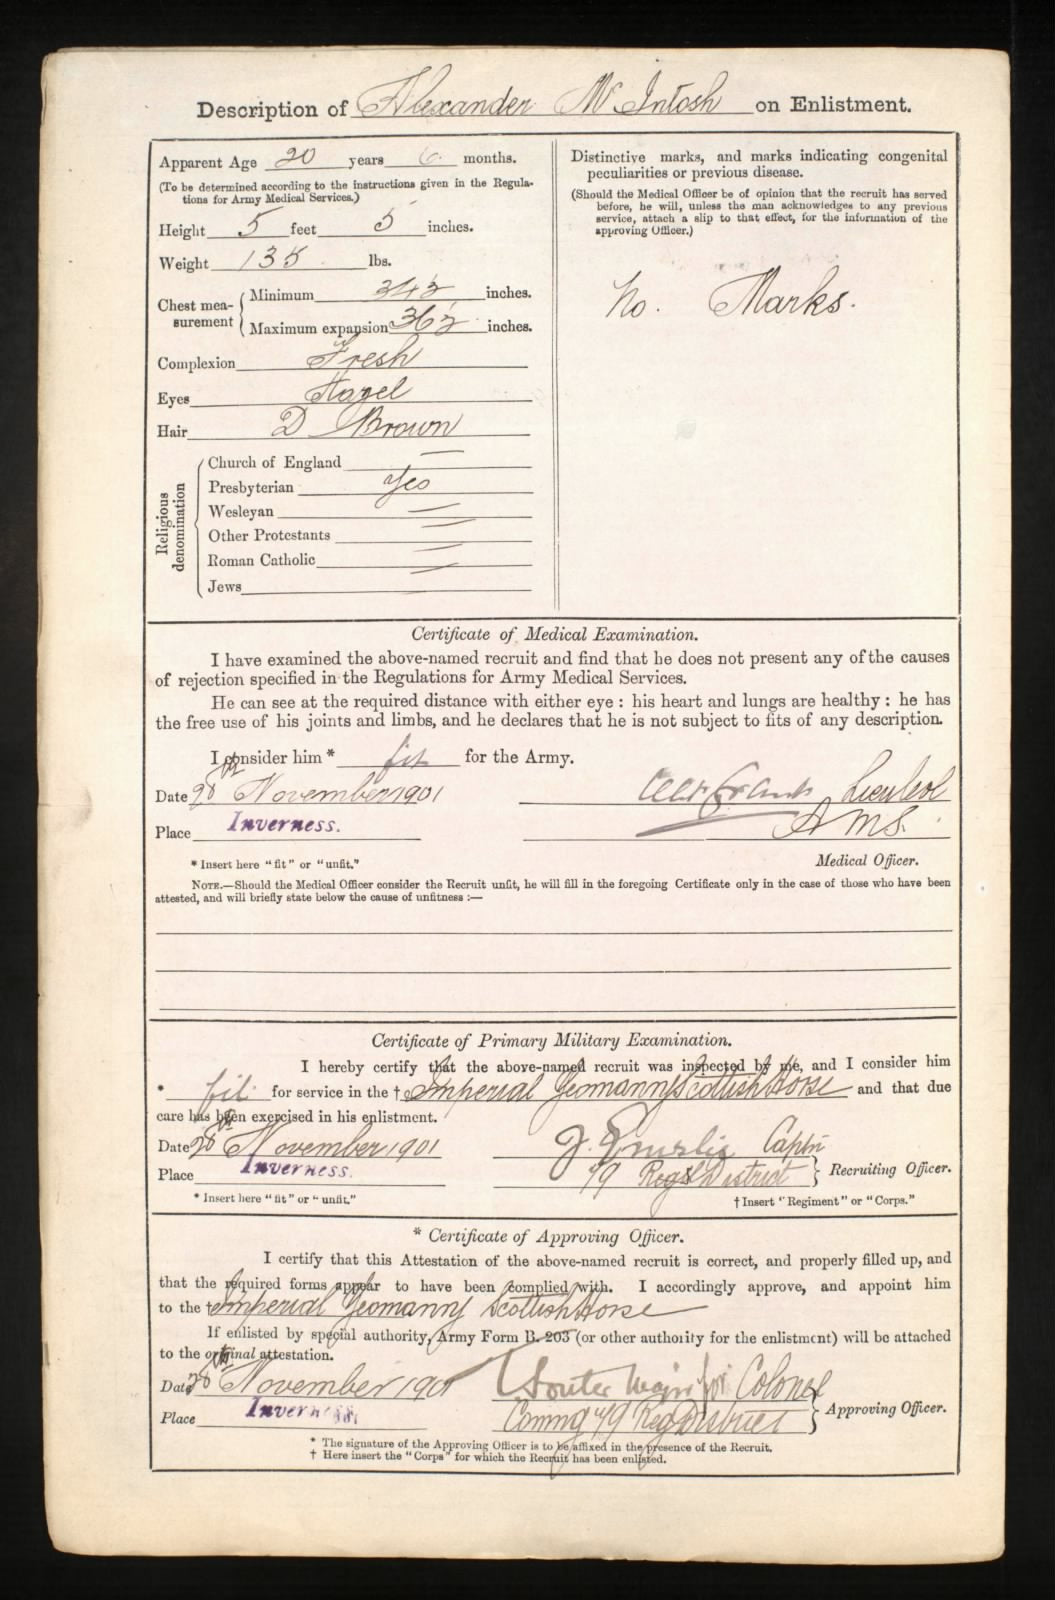 Description of Alexander McIntosh on Enlistment.
Apparent Age 20 years 6 months.
(To be determined according to the instructions given in the Regula-
tions for Army Medical Services.)
Height 5 feet 5 inches.
Weight 135 lbs.
Chest mea-
surement
Minimum 34½ inches.
Maximum expansion 36½ inches.
Complexion Fresh
Eyes Hazel
Hair D Brown
Religious
denomination
Church of England —
Presbyterian Yes
Wesleyan —
Other Protestants —
Roman Catholic —
Jews —
Distinctive marks, and marks indicating congenital
peculiarities or previous disease.
(Should the Medical Officer be of opinion that the recruit has served
before, he will, unless the man acknowledges to any previous
service, attach a slip to that effect, for the information of the
approving Officer.)
No. Marks.
Certificate of Medical Examination.
I have examined the above-named recruit and find that he does not present any of the causes
of rejection specified in the Regulations for Army Medical Services.
He can see at the required distance with either eye : his heart and lungs are healthy : he has
the free use of his joints and limbs, and he declares that he is not subject to fits of any description.
I consider him * fit for the Army.
Date 28th November 1901
Lieu Col
Place Inverness.
A M S.
* Insert here "fit" or "unfit."
Medical Officer.
NOTE.—Should the Medical Officer consider the Recruit unfit, he will fill in the foregoing Certificate only in the case of those who have been
attested, and will briefly state below the cause of unfitness :—
Certificate of Primary Military Examination.
I hereby certify that the above-named recruit was inspected by me, and I consider him
* fit. for service in the † Imperial Yeomanry Scottish Horse and that due
care has been exercised in his enlistment.
Date 28th November 1901
J. Captn
Place Inverness.
79 Regl District
Recruiting Officer.
* Insert here "fit" or "unfit."
† Insert "Regiment" or "Corps."
* Certificate of Approving Officer.
I certify that this Attestation of the above-named recruit is correct, and properly filled up, and
that the required forms appear to have been complied with. I accordingly approve, and appoint him
to the † Imperial Yeomanry Scottish Horse
If enlisted by special authority, Army Form B. 203 (or other authority for the enlistment) will be attached
to the original attestation.
Date 28th November 1901
Souter Major for Colonel
Place Inverness.
Commg 79 Reg District
Approving Officer.
* The signature of the Approving Officer is to be affixed in the presence of the Recruit.
† Here insert the "Corps" for which the Recruit has been enlisted.